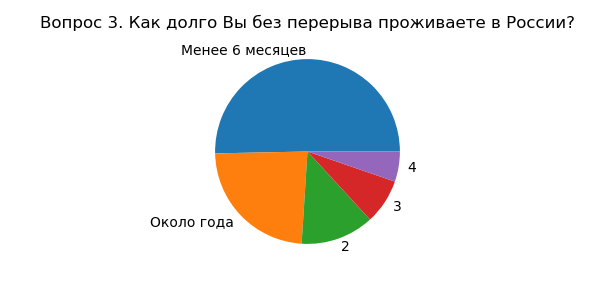 Вопрос 3. Как долго Вы без перерыва проживаете в России?
Менее 6 месяцев
4
3
Около года
2